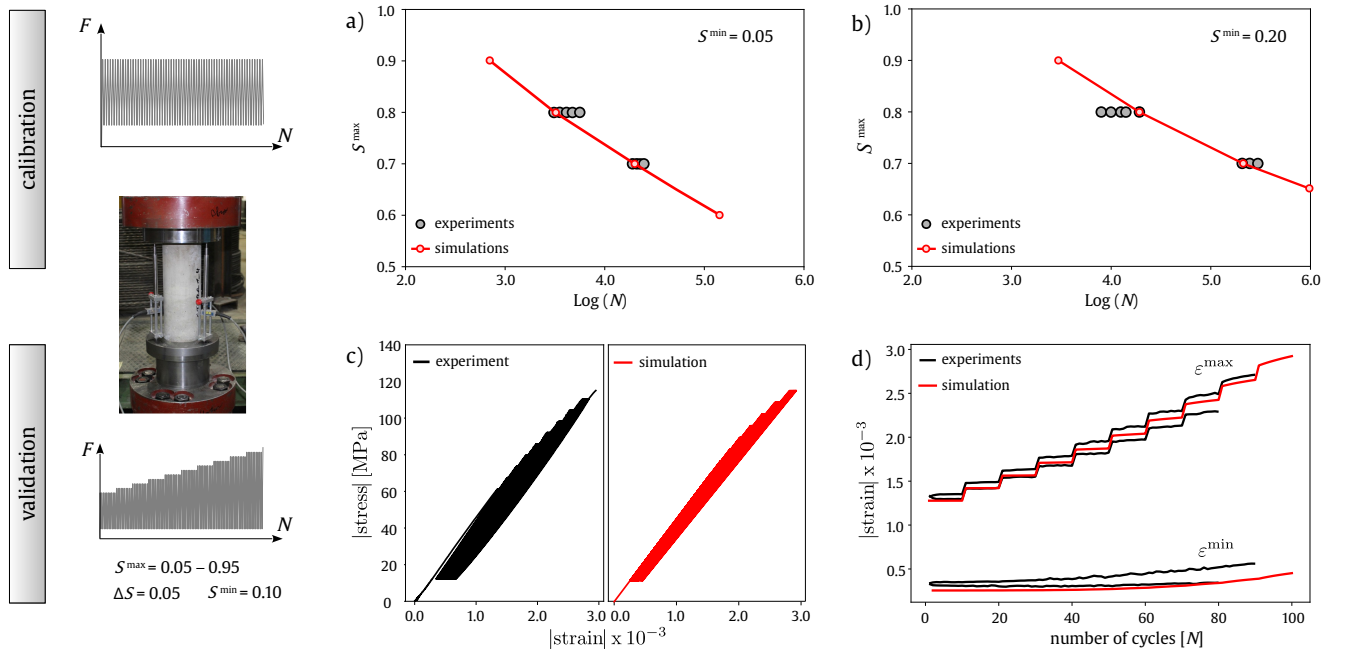 calibration
F
N
validation
F
N
S^max = 0.05 – 0.95
ΔS = 0.05 S^min = 0.10
a)
S^min = 0.05
0.9
0.8
0.7
0.6
0.5
S^max
experiments
simulations
2.0 3.0 4.0 5.0 6.0
Log (N)
b)
S^min = 0.20
1.0
0.9
0.8
0.7
0.6
0.5
S^max
experiments
simulations
2.0 3.0 4.0 5.0 6.0
Log (N)
c)
140
120
100
80
60
40
20
0
|stress| [MPa]
experiment
simulation
0.0 1.0 2.0 3.0 0.0 1.0 2.0 3.0
|strain| x 10^−3
d)
3.0
2.5
2.0
1.5
1.0
0.5
|strain| x 10^−3
experiments
simulation
ε^max
ε^min
0 20 40 60 80 100
number of cycles [N]